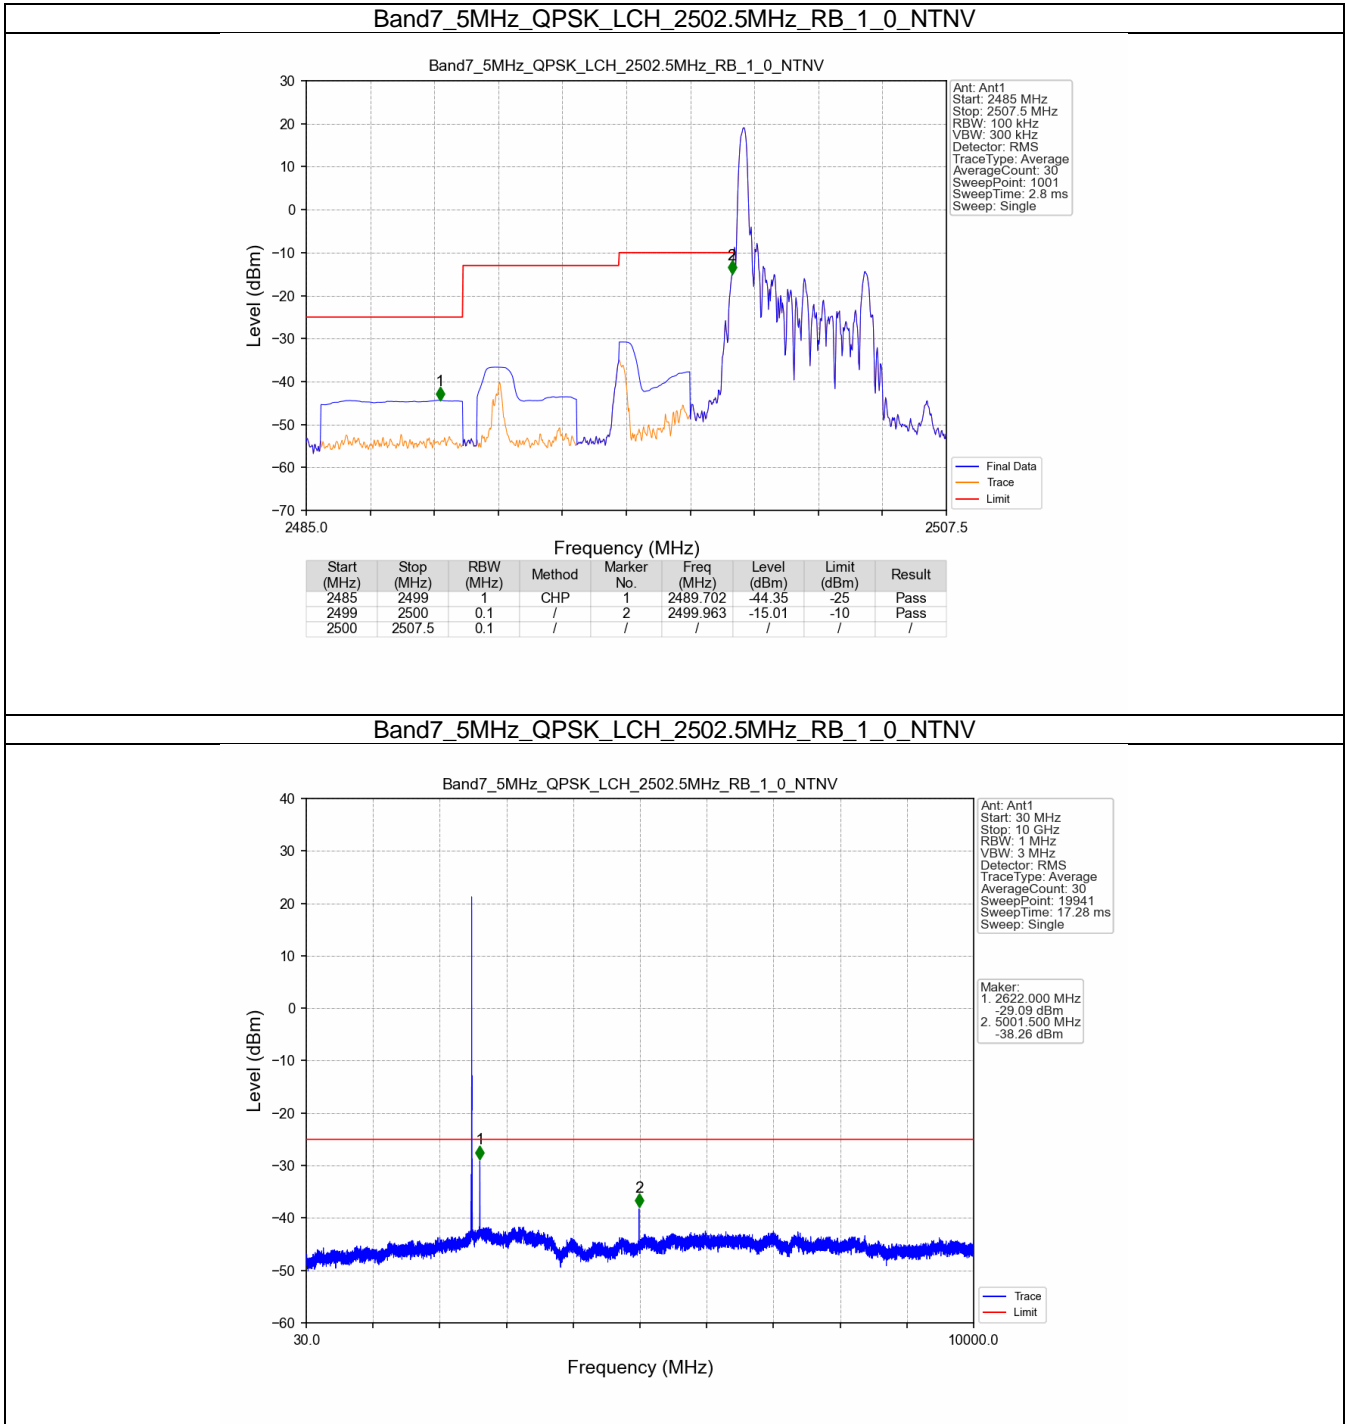 Band7_5MHz_QPSK_LCH_2502.5MHz_RB_1_0_NTNV
Band7_5MHz_QPSK_LCH_2502.5MHz_RB_1_0_NTNV
Ant: Ant1
Start: 2485 MHz
Stop: 2507.5 MHz
RBW: 100 kHz
VBW: 300 kHz
Detector: RMS
TraceType: Average
AverageCount: 30
SweepPoint: 1001
SweepTime: 2.8 ms
Sweep: Single
30
20
10
0
−10
−20
−30
−40
−50
−60
−70
Level (dBm)
1
2
Final Data
Trace
Limit
2485.0 2507.5
Frequency (MHz)
Start (MHz) Stop (MHz) RBW (MHz) Method Marker No. Freq (MHz) Level (dBm) Limit (dBm) Result
2485 2499 1 CHP 1 2489.702 -44.35 -25 Pass
2499 2500 0.1 / 2 2499.963 -15.01 -10 Pass
2500 2507.5 0.1 / / / / / /
Band7_5MHz_QPSK_LCH_2502.5MHz_RB_1_0_NTNV
Band7_5MHz_QPSK_LCH_2502.5MHz_RB_1_0_NTNV
Ant: Ant1
Start: 30 MHz
Stop: 10 GHz
RBW: 1 MHz
VBW: 3 MHz
Detector: RMS
TraceType: Average
AverageCount: 30
SweepPoint: 19941
SweepTime: 17.28 ms
Sweep: Single
Maker:
1. 2622.000 MHz
-29.09 dBm
2. 5001.500 MHz
-38.26 dBm
40
30
20
10
0
−10
−20
−30
−40
−50
−60
Level (dBm)
1
2
Trace
Limit
30.0 10000.0
Frequency (MHz)